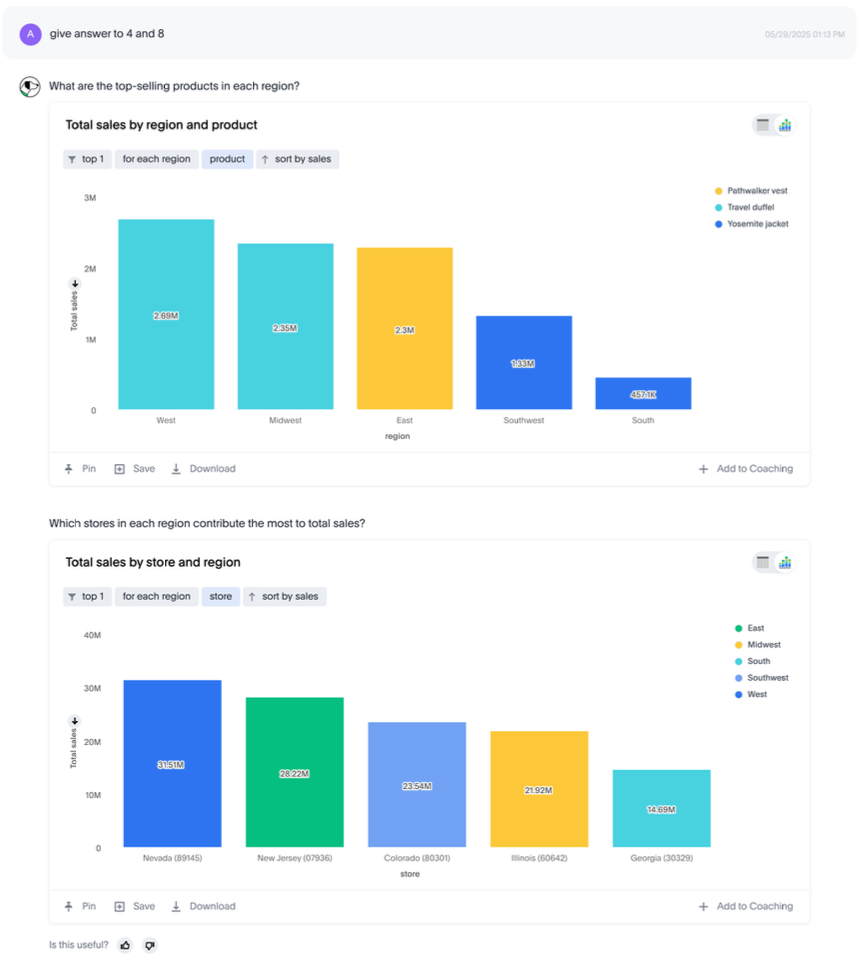 A give answer to 4 and 8 05/29/2025 01:13 PM
What are the top-selling products in each region?
Total sales by region and product
top 1 for each region product sort by sales
Pathwalker vest
Travel duffel
Yosemite jacket
3M
2M
1M
0
Total sales
2.69M
2.35M
2.3M
1.33M
457.1K
West Midwest East Southwest South
region
Pin Save Download + Add to Coaching
Which stores in each region contribute the most to total sales?
Total sales by store and region
top 1 for each region store sort by sales
East
Midwest
South
Southwest
West
40M
30M
20M
10M
0
Total sales
31.51M
28.22M
23.54M
21.92M
14.69M
Nevada (89145) New Jersey (07936) Colorado (80301) Illinois (60642) Georgia (30329)
store
Pin Save Download + Add to Coaching
Is this useful?